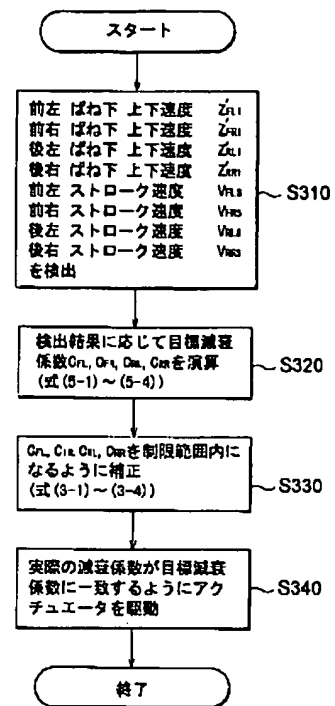 スタート
前左 ばね下 上下速度 Z'FL1
前右 ばね下 上下速度 Z'FR1
後左 ばね下 上下速度 Z'RL1
後右 ばね下 上下速度 Z'RR1
前左 ストローク速度 VFLS
前右 ストローク速度 VFRS
後左 ストローク速度 VRLS
後右 ストローク速度 VRRS
を検出
S310
検出結果に応じて目標減衰
係数CFL, CFR, CRL, CRRを演算
(式(5-1)～(5-4))
S320
CFL, CFR, CRL, CRRを制限範囲内に
なるように補正
(式(3-1)～(3-4))
S330
実際の減衰係数が目標減衰
係数に一致するようにアク
チュエータを駆動
S340
終了